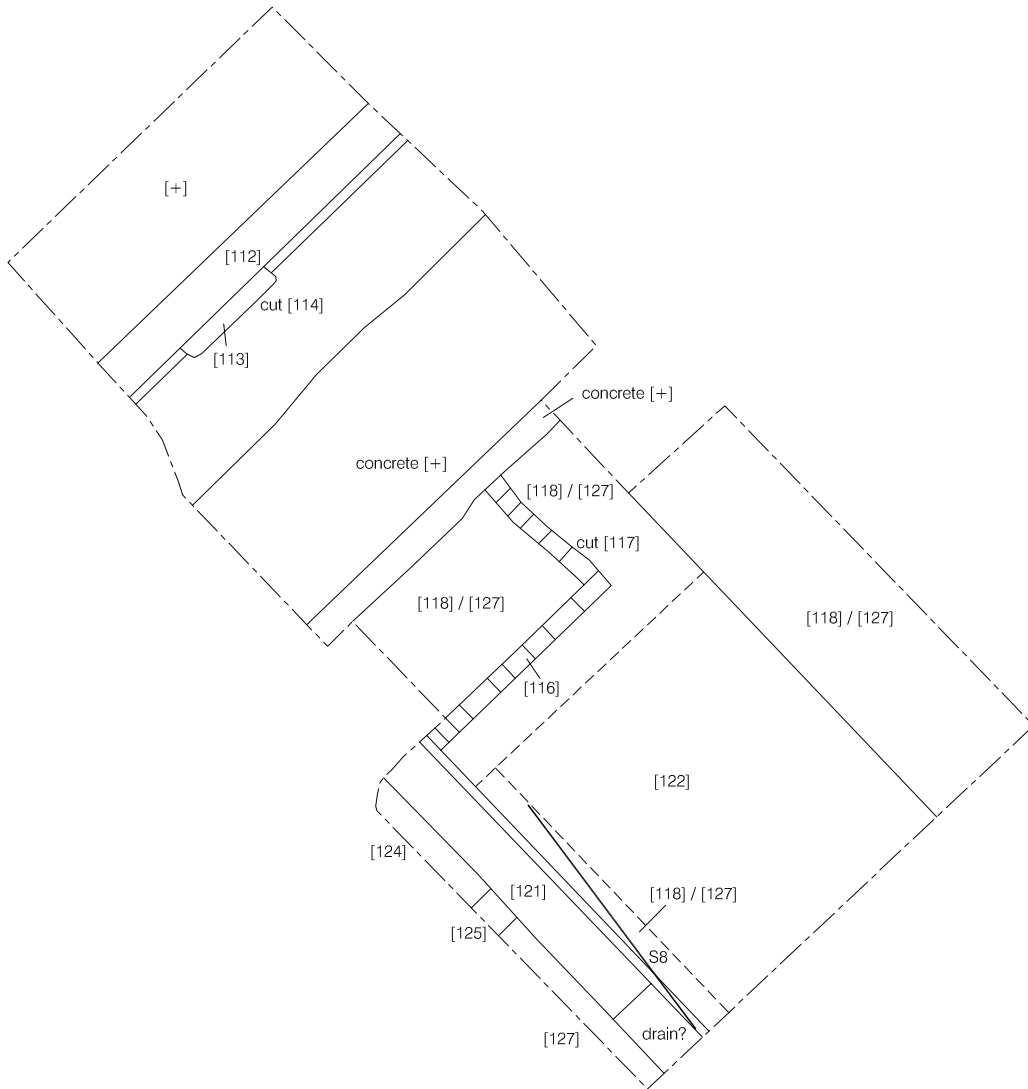 [+]
[112]
cut [114]
[113]
concrete [+]
concrete [+]
[118] / [127]
cut [117]
[118] / [127]
[118] / [127]
[116]
[122]
[124]
[121]
[118] / [127]
[125]
S8
drain?
[127]